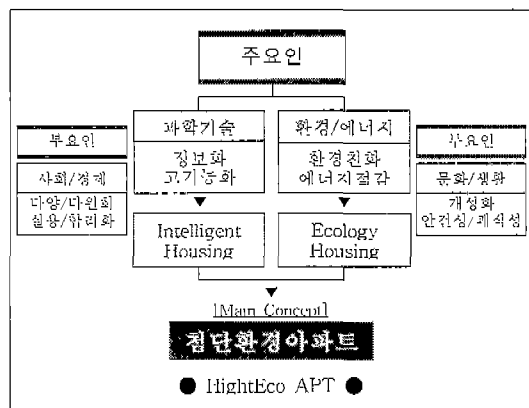 주요인
과학기술
환경/에너지
부요인
부요인
정보화
고기능화
환경친화
에너지절감
사회/경제
다양/다원화
실용/합리화
문화/생활
개성화
안전성/쾌적성
Intelligent
Housing
Ecology
Housing
[Main Concept]
첨단환경아파트
● HightEco APT ●